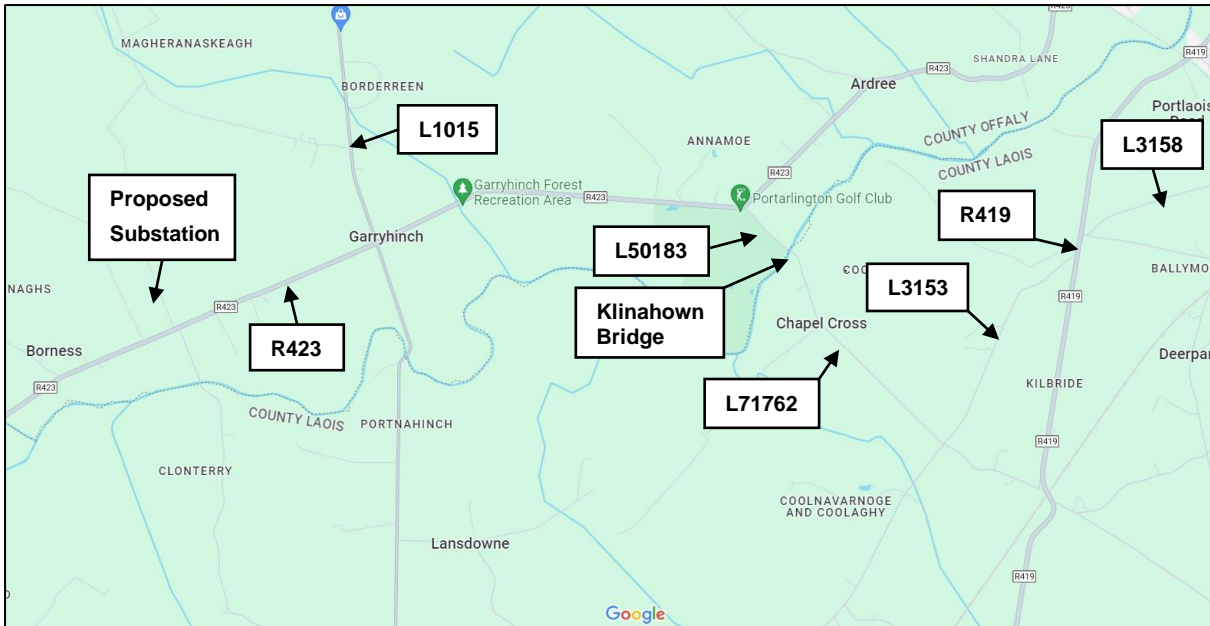 R423
R419
MAGHERANASKEAGH
SHANDRA LANE
R423
BORDERREEN
Ardree
L1015
COUNTY OFFALY
ANNAMOE
COUNTY LAOIS
L3158
R423
Proposed
Substation
Garryhinch Forest
Recreation Area
R423
Portarlington Golf Club
R419
L50183
Garryhinch
Klinahown
Bridge
L3153
BALLYMO
NAGHS
R423
R419
R423
Chapel Cross
Borness
L71762
Deerpar
KILBRIDE
R423
COUNTY LAOIS
PORTNAHINCH
R419
CLONTERRY
COOLNAVARNOGE
AND COOLAGHY
Lansdowne
R419
Google